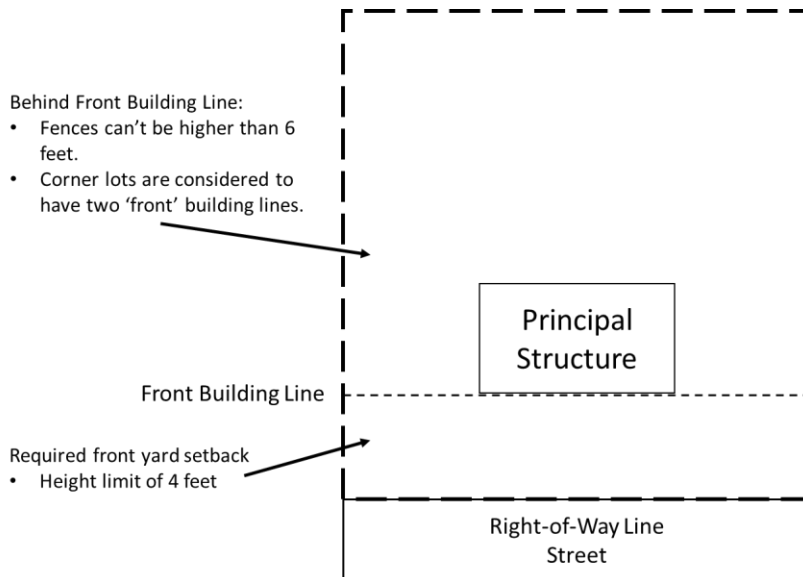 Behind Front Building Line:
• Fences can’t be higher than 6
feet.
• Corner lots are considered to
have two ‘front’ building lines.
Principal
Structure
Front Building Line
Required front yard setback
• Height limit of 4 feet
Right-of-Way Line
Street